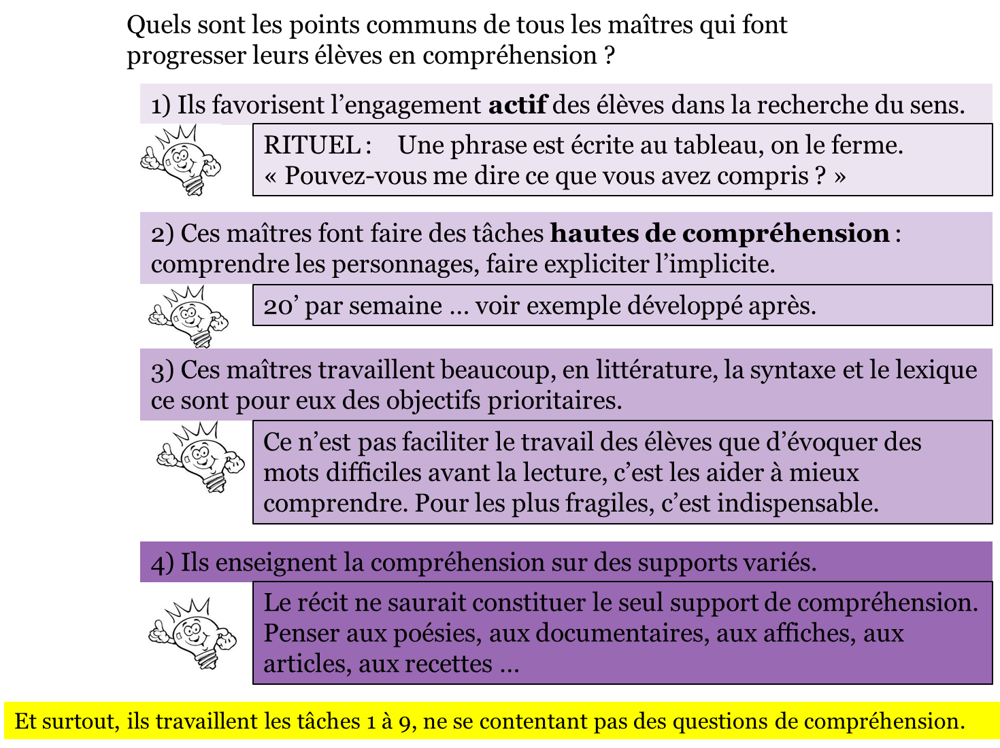 Quels sont les points communs de tous les maîtres qui font
progresser leurs élèves en compréhension ?
1) Ils favorisent l’engagement actif des élèves dans la recherche du sens.
RITUEL : Une phrase est écrite au tableau, on le ferme.
« Pouvez-vous me dire ce que vous avez compris ? »
2) Ces maîtres font faire des tâches hautes de compréhension :
comprendre les personnages, faire expliciter l’implicite.
20’ par semaine … voir exemple développé après.
3) Ces maîtres travaillent beaucoup, en littérature, la syntaxe et le lexique
ce sont pour eux des objectifs prioritaires.
Ce n’est pas faciliter le travail des élèves que d’évoquer des
mots difficiles avant la lecture, c’est les aider à mieux
comprendre. Pour les plus fragiles, c’est indispensable.
4) Ils enseignent la compréhension sur des supports variés.
Le récit ne saurait constituer le seul support de compréhension.
Penser aux poésies, aux documentaires, aux affiches, aux
articles, aux recettes …
Et surtout, ils travaillent les tâches 1 à 9, ne se contentant pas des questions de compréhension.